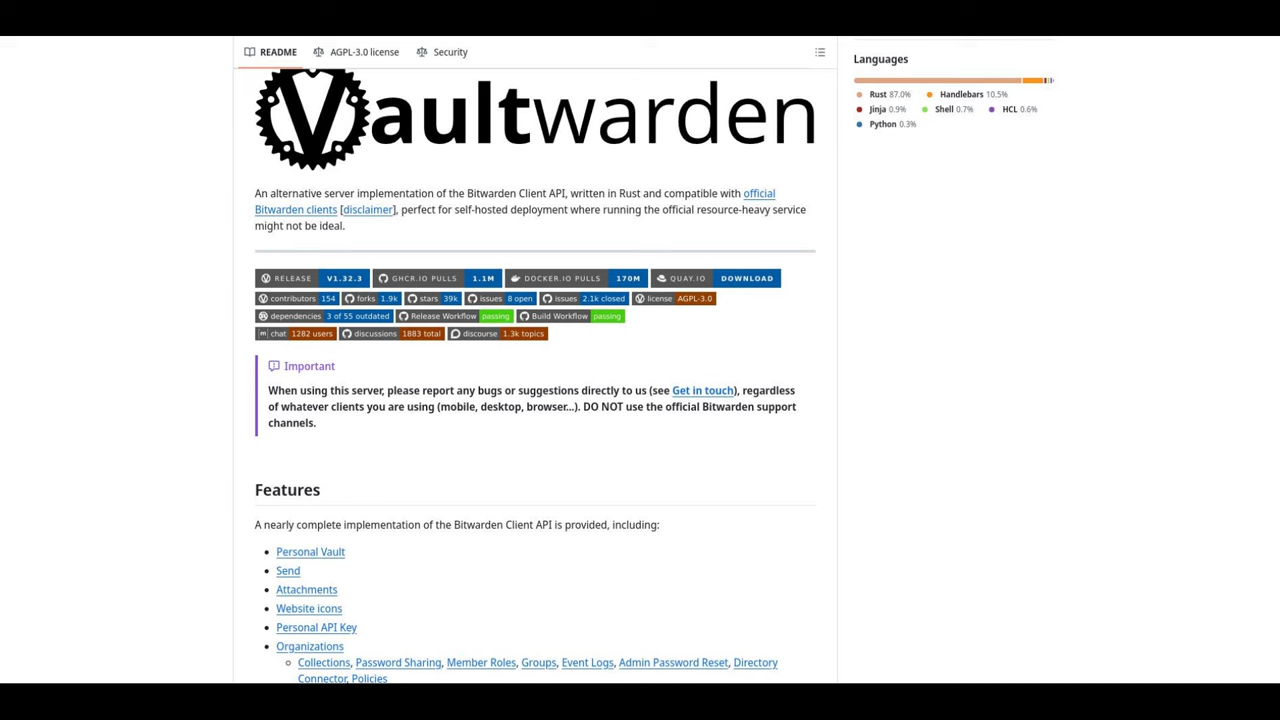 README AGPL-3.0 license Security
Vaultwarden
An alternative server implementation of the Bitwarden Client API, written in Rust and compatible with official
Bitwarden clients [disclaimer], perfect for self-hosted deployment where running the official resource-heavy service
might not be ideal.
RELEASE V1.32.3 GHCR.IO PULLS 1.1M DOCKER.IO PULLS 170M QUAY.IO DOWNLOAD
contributors 154 forks 1.9k stars 39k issues 8 open issues 2.1k closed license AGPL-3.0
dependencies 3 of 55 outdated Release Workflow passing Build Workflow passing
chat 1282 users discussions 1883 total discourse 1.3k topics
Important
When using this server, please report any bugs or suggestions directly to us (see Get in touch), regardless
of whatever clients you are using (mobile, desktop, browser...). DO NOT use the official Bitwarden support
channels.
Features
A nearly complete implementation of the Bitwarden Client API is provided, including:
Personal Vault
Send
Attachments
Website icons
Personal API Key
Organizations
Collections, Password Sharing, Member Roles, Groups, Event Logs, Admin Password Reset, Directory
Connector, Policies
Languages
Rust 87.0% Handlebars 10.5%
Jinja 0.9% Shell 0.7% HCL 0.6%
Python 0.3%